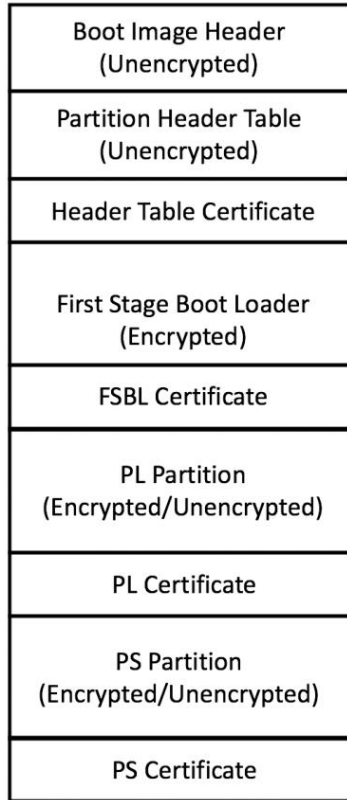 Boot Image Header
(Unencrypted)
Partition Header Table
(Unencrypted)
Header Table Certificate
First Stage Boot Loader
(Encrypted)
FSBL Certificate
PL Partition
(Encrypted/Unencrypted)
PL Certificate
PS Partition
(Encrypted/Unencrypted)
PS Certificate